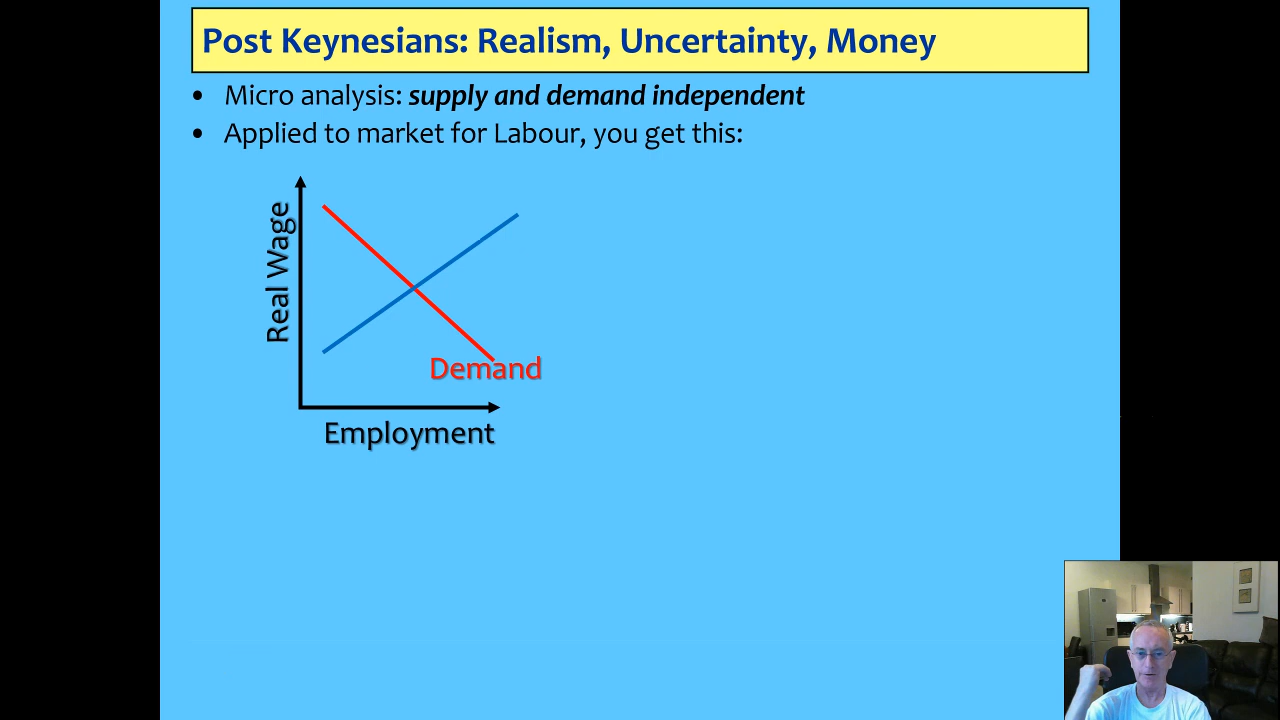 Post Keynesians: Realism, Uncertainty, Money
• Micro analysis: supply and demand independent
• Applied to market for Labour, you get this:
Real Wage
Demand
Employment